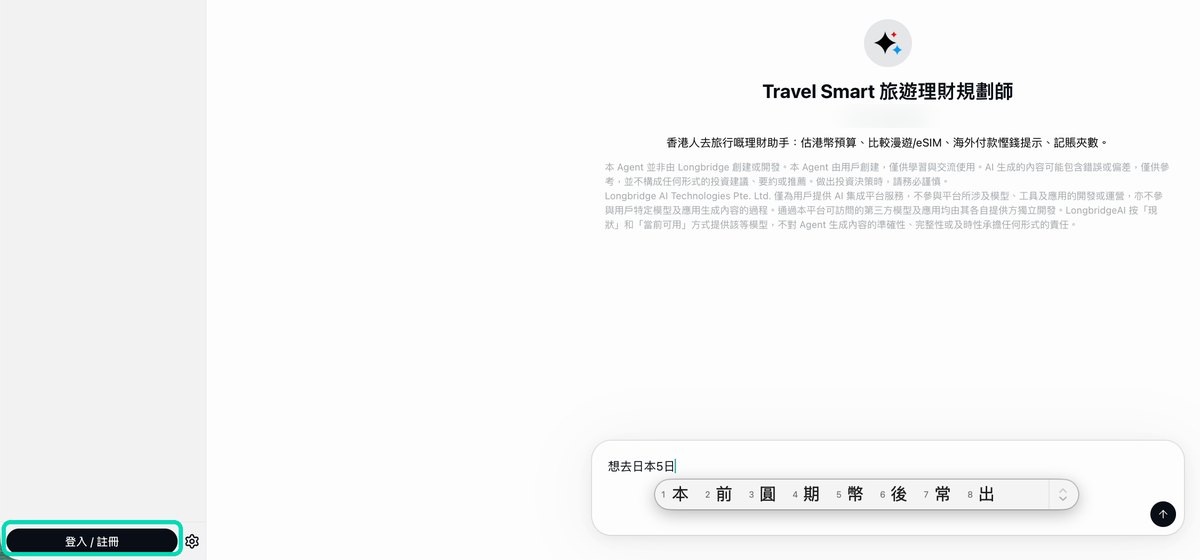 Travel Smart 旅遊理財規劃師
香港人去旅行嘅理財助手：估港幣預算、比較漫遊/eSIM、海外付款慳錢提示、記賬夾數。
本 Agent 並非由 Longbridge 創建或開發。本 Agent 由用戶創建，僅供學習與交流使用。AI 生成的內容可能包含錯誤或偏差，僅供參
考，並不構成任何形式的投資建議、要約或推薦。做出投資決策時，請務必謹慎。
Longbridge AI Technologies Pte. Ltd. 僅為用戶提供 AI 集成平台服務，不參與平台所涉及模型、工具及應用的開發或運營，亦不參
與用戶特定模型及應用生成內容的過程。通過本平台可訪問的第三方模型及應用均由其各自提供方獨立開發。LongbridgeAI 按「現
狀」和「當前可用」方式提供該等模型，不對 Agent 生成內容的準確性、完整性或及時性承擔任何形式的責任。
想去日本5日
1 本 2 前 3 圓 4 期 5 幣 6 後 7 常 8 出
登入 / 註冊